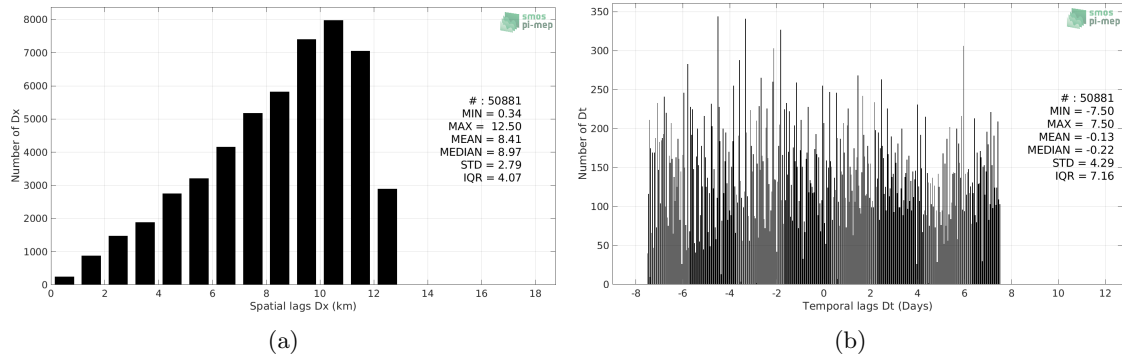 8000
7000
6000
5000
4000
3000
2000
1000
0
Number of Dx
0 2 4 6 8 10 12 14 16 18
Spatial lags Dx (km)
smos
pi-mep
# : 50881
MIN = 0.34
MAX = 12.50
MEAN = 8.41
MEDIAN = 8.97
STD = 2.79
IQR = 4.07
(a)
350
300
250
200
150
100
50
0
Number of Dt
-8 -6 -4 -2 0 2 4 6 8 10 12
Temporal lags Dt (Days)
smos
pi-mep
# : 50881
MIN = -7.50
MAX = 7.50
MEAN = -0.13
MEDIAN = -0.22
STD = 4.29
IQR = 7.16
(b)